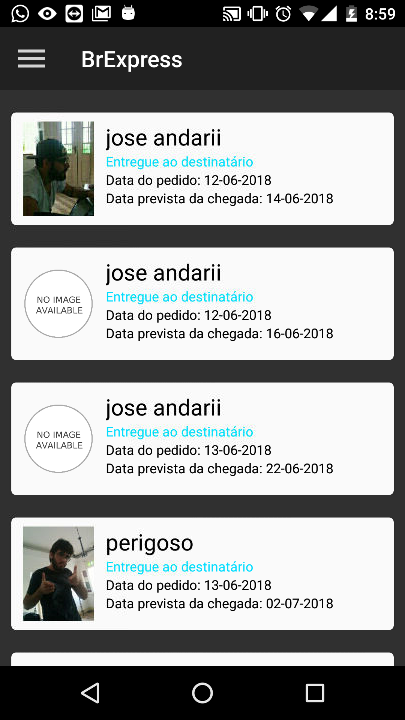 8:59
BrExpress
jose andarii
Entregue ao destinatário
Data do pedido: 12-06-2018
Data prevista da chegada: 14-06-2018
NO IMAGE
AVAILABLE
jose andarii
Entregue ao destinatário
Data do pedido: 12-06-2018
Data prevista da chegada: 16-06-2018
NO IMAGE
AVAILABLE
jose andarii
Entregue ao destinatário
Data do pedido: 13-06-2018
Data prevista da chegada: 22-06-2018
perigoso
Entregue ao destinatário
Data do pedido: 13-06-2018
Data prevista da chegada: 02-07-2018